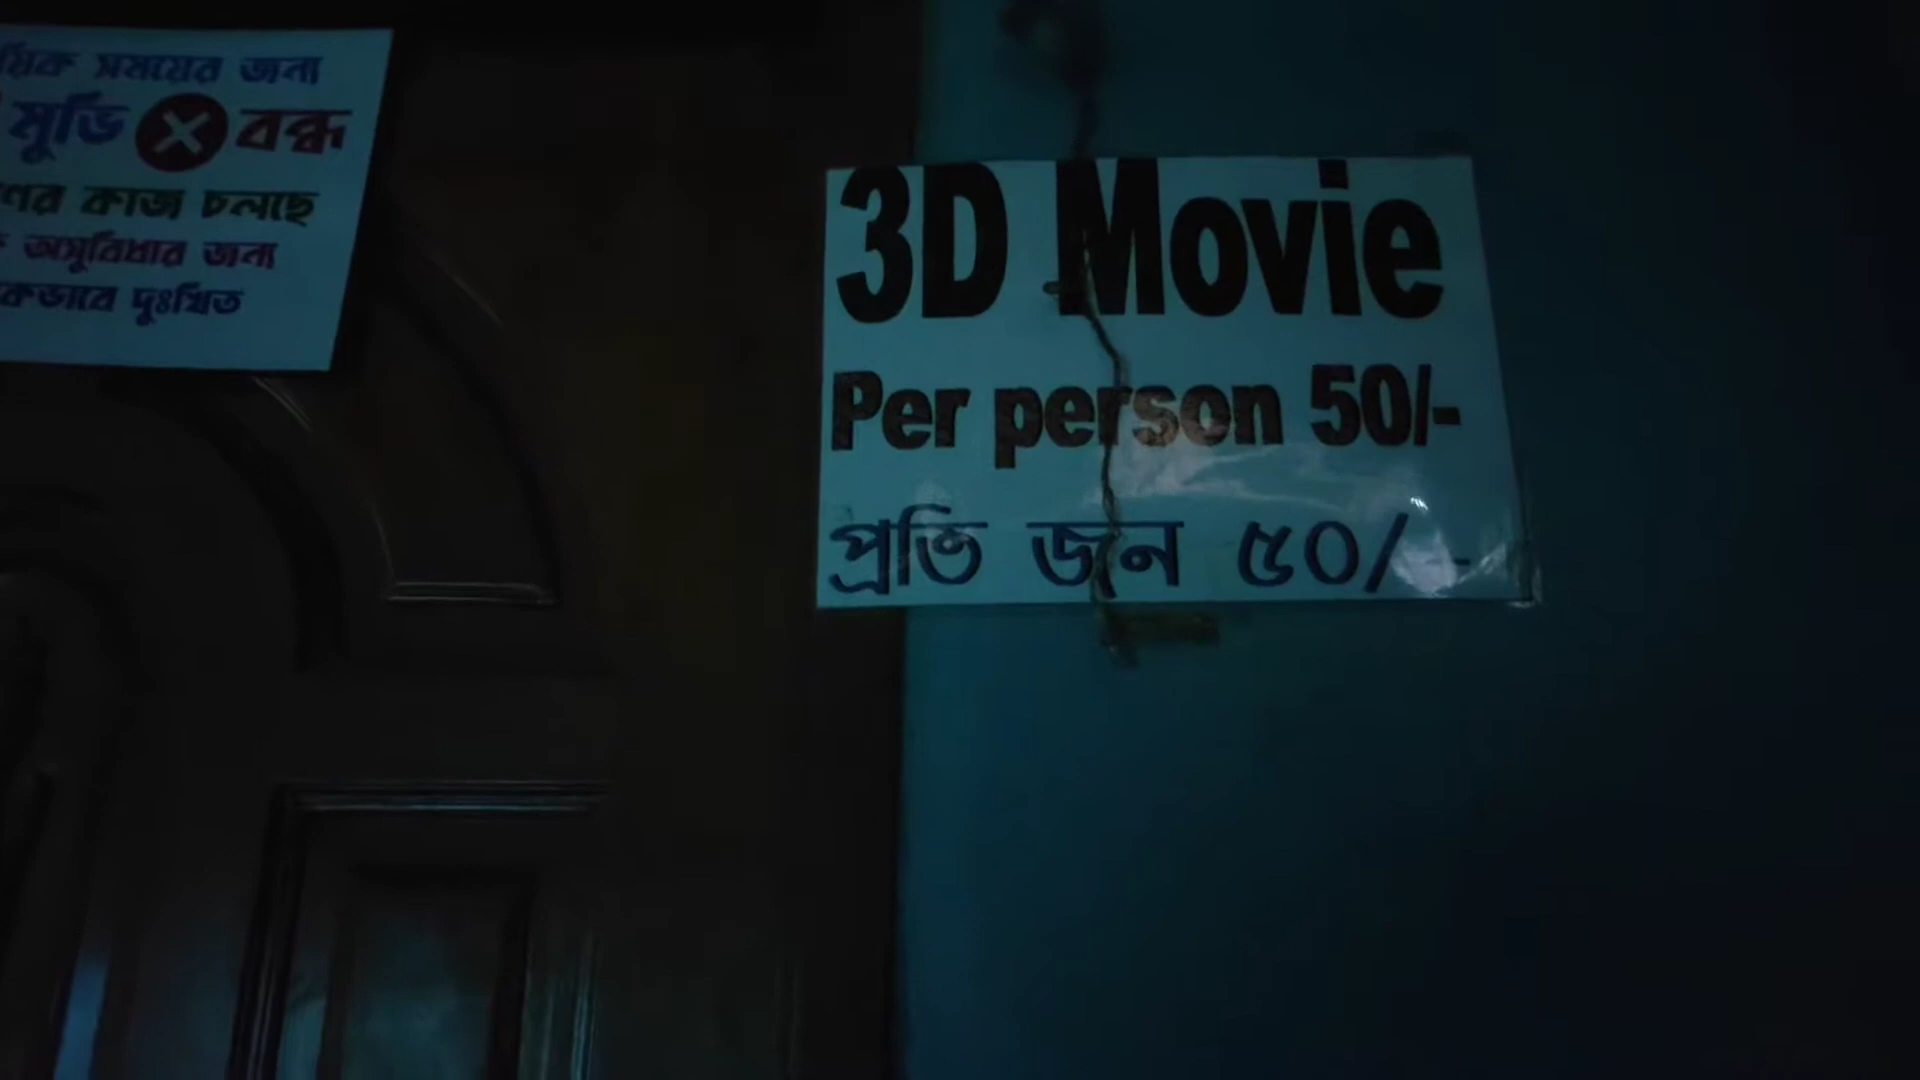 সময়ের জন্য
মুভি বন্ধ
কাজ চলছে
অসুবিধার জন্য
দুঃখিত
3D Movie
Per person 50/-
প্রতি জন ৫০/-